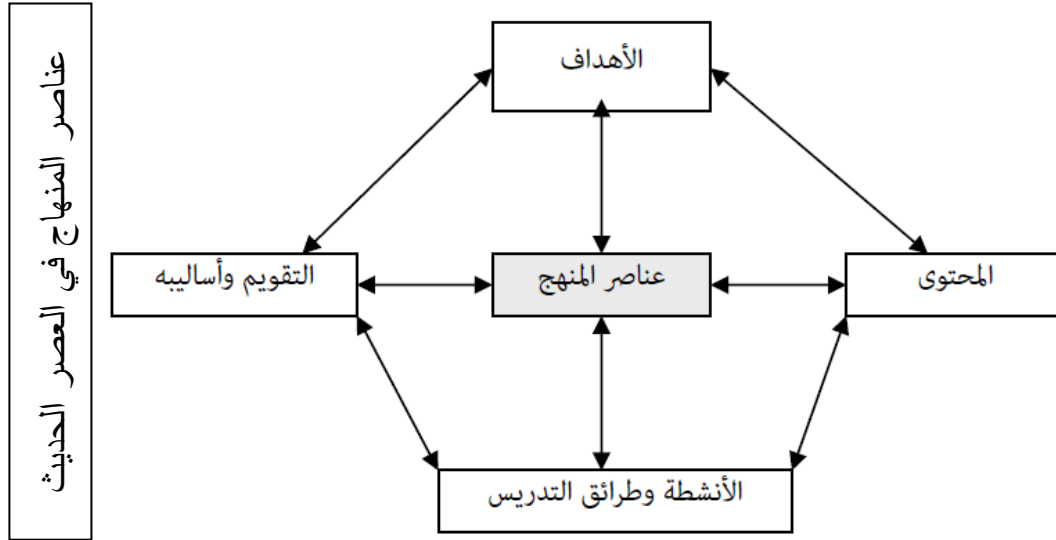 عناصر المنهاج في العصر الحديث
الأهداف
المحتوى
عناصر المنهج
التقويم وأساليبه
الأنشطة وطرائق التدريس